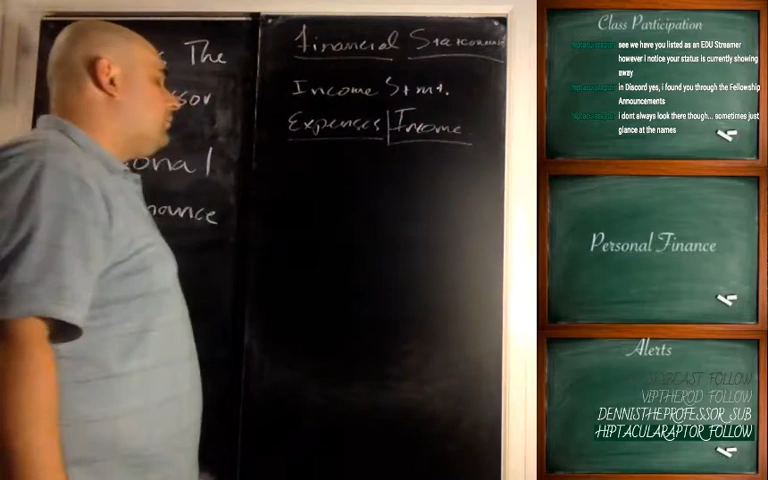 The
sor
onal
nance
Financial Statements
Income Stmt.
Expenses | Income
Class Participation
see we have you listed as an EDU Streamer
however I notice your status is currently showing
away
in Discord yes, i found you through the Fellowship
Announcements
i dont always look there though... sometimes just
glance at the names
Personal Finance
Alerts
FOLLOW
VIPTHEROD FOLLOW
DENNISTHEPROFESSOR SUB
HIPTACULARAPTOR FOLLOW